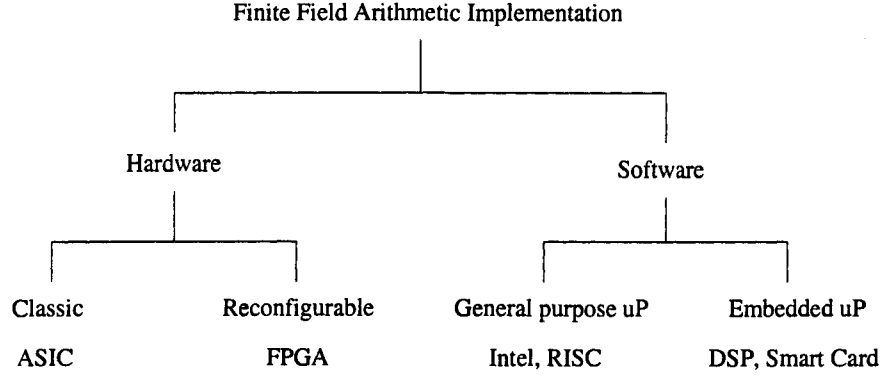 Finite Field Arithmetic Implementation
Hardware
Software
Classic
Reconfigurable
General purpose uP
Embedded uP
ASIC
FPGA
Intel, RISC
DSP, Smart Card